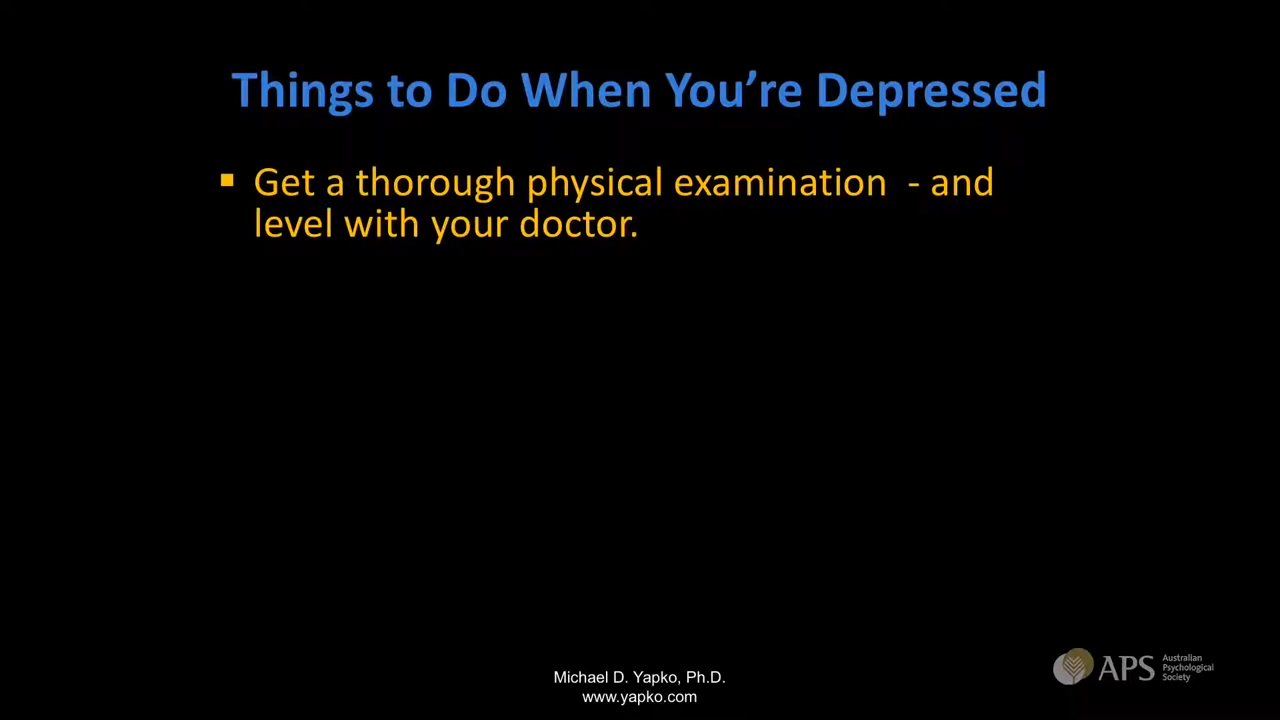 Things to Do When You’re Depressed
▪ Get a thorough physical examination  - and
level with your doctor.
Michael D. Yapko, Ph.D.
www.yapko.com
APS
Australian
Psychological
Society